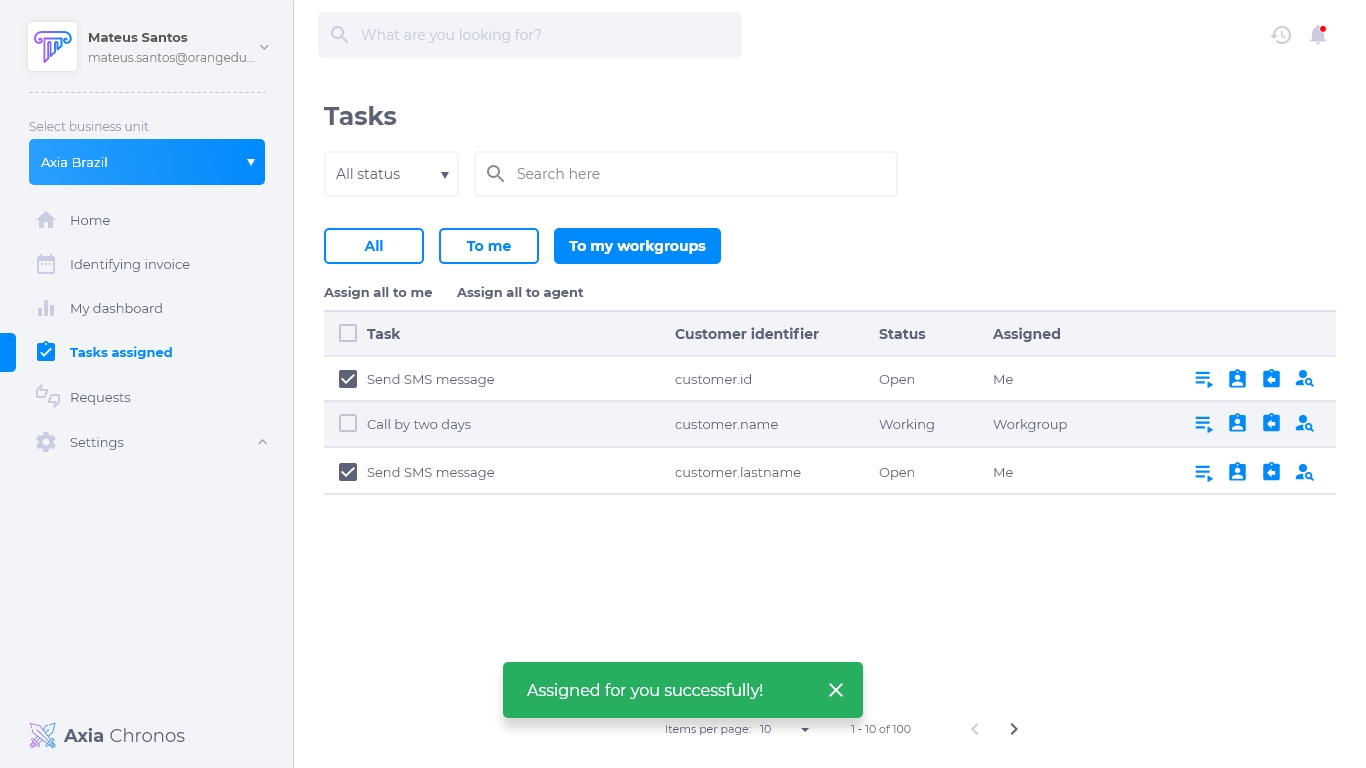 Mateus Santos
mateus.santos@orangedu...
Select business unit
Axia Brazil
Home
Identifying invoice
My dashboard
Tasks assigned
Requests
Settings
Axia Chronos
What are you looking for?
Tasks
All status
Search here
All To me To my workgroups
Assign all to me Assign all to agent
Task Customer identifier Status Assigned
Send SMS message customer.id Open Me
Call by two days customer.name Working Workgroup
Send SMS message customer.lastname Open Me
Assigned for you successfully!
Items per page: 10 1 - 10 of 100